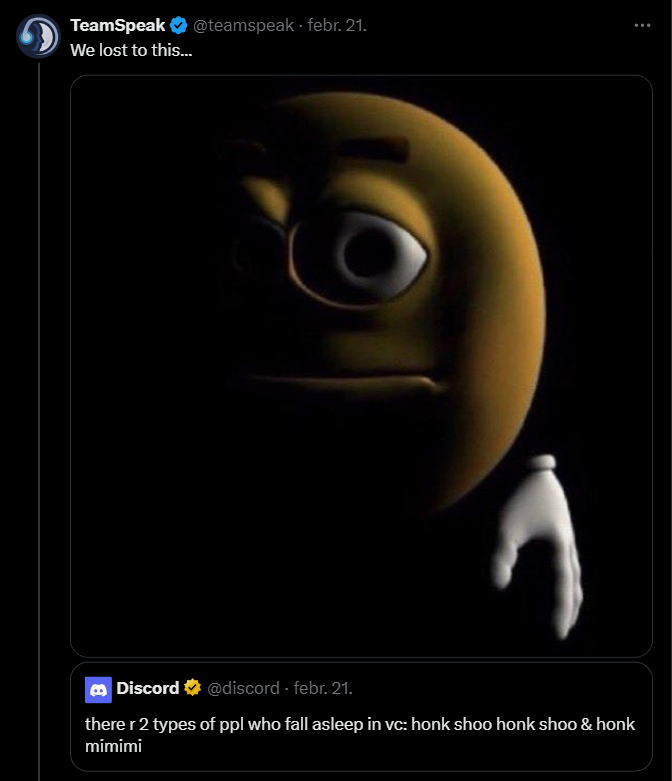 TeamSpeak @teamspeak · febr. 21.
We lost to this...
Discord @discord · febr. 21.
there r 2 types of ppl who fall asleep in vc: honk shoo honk shoo & honk
mimimi